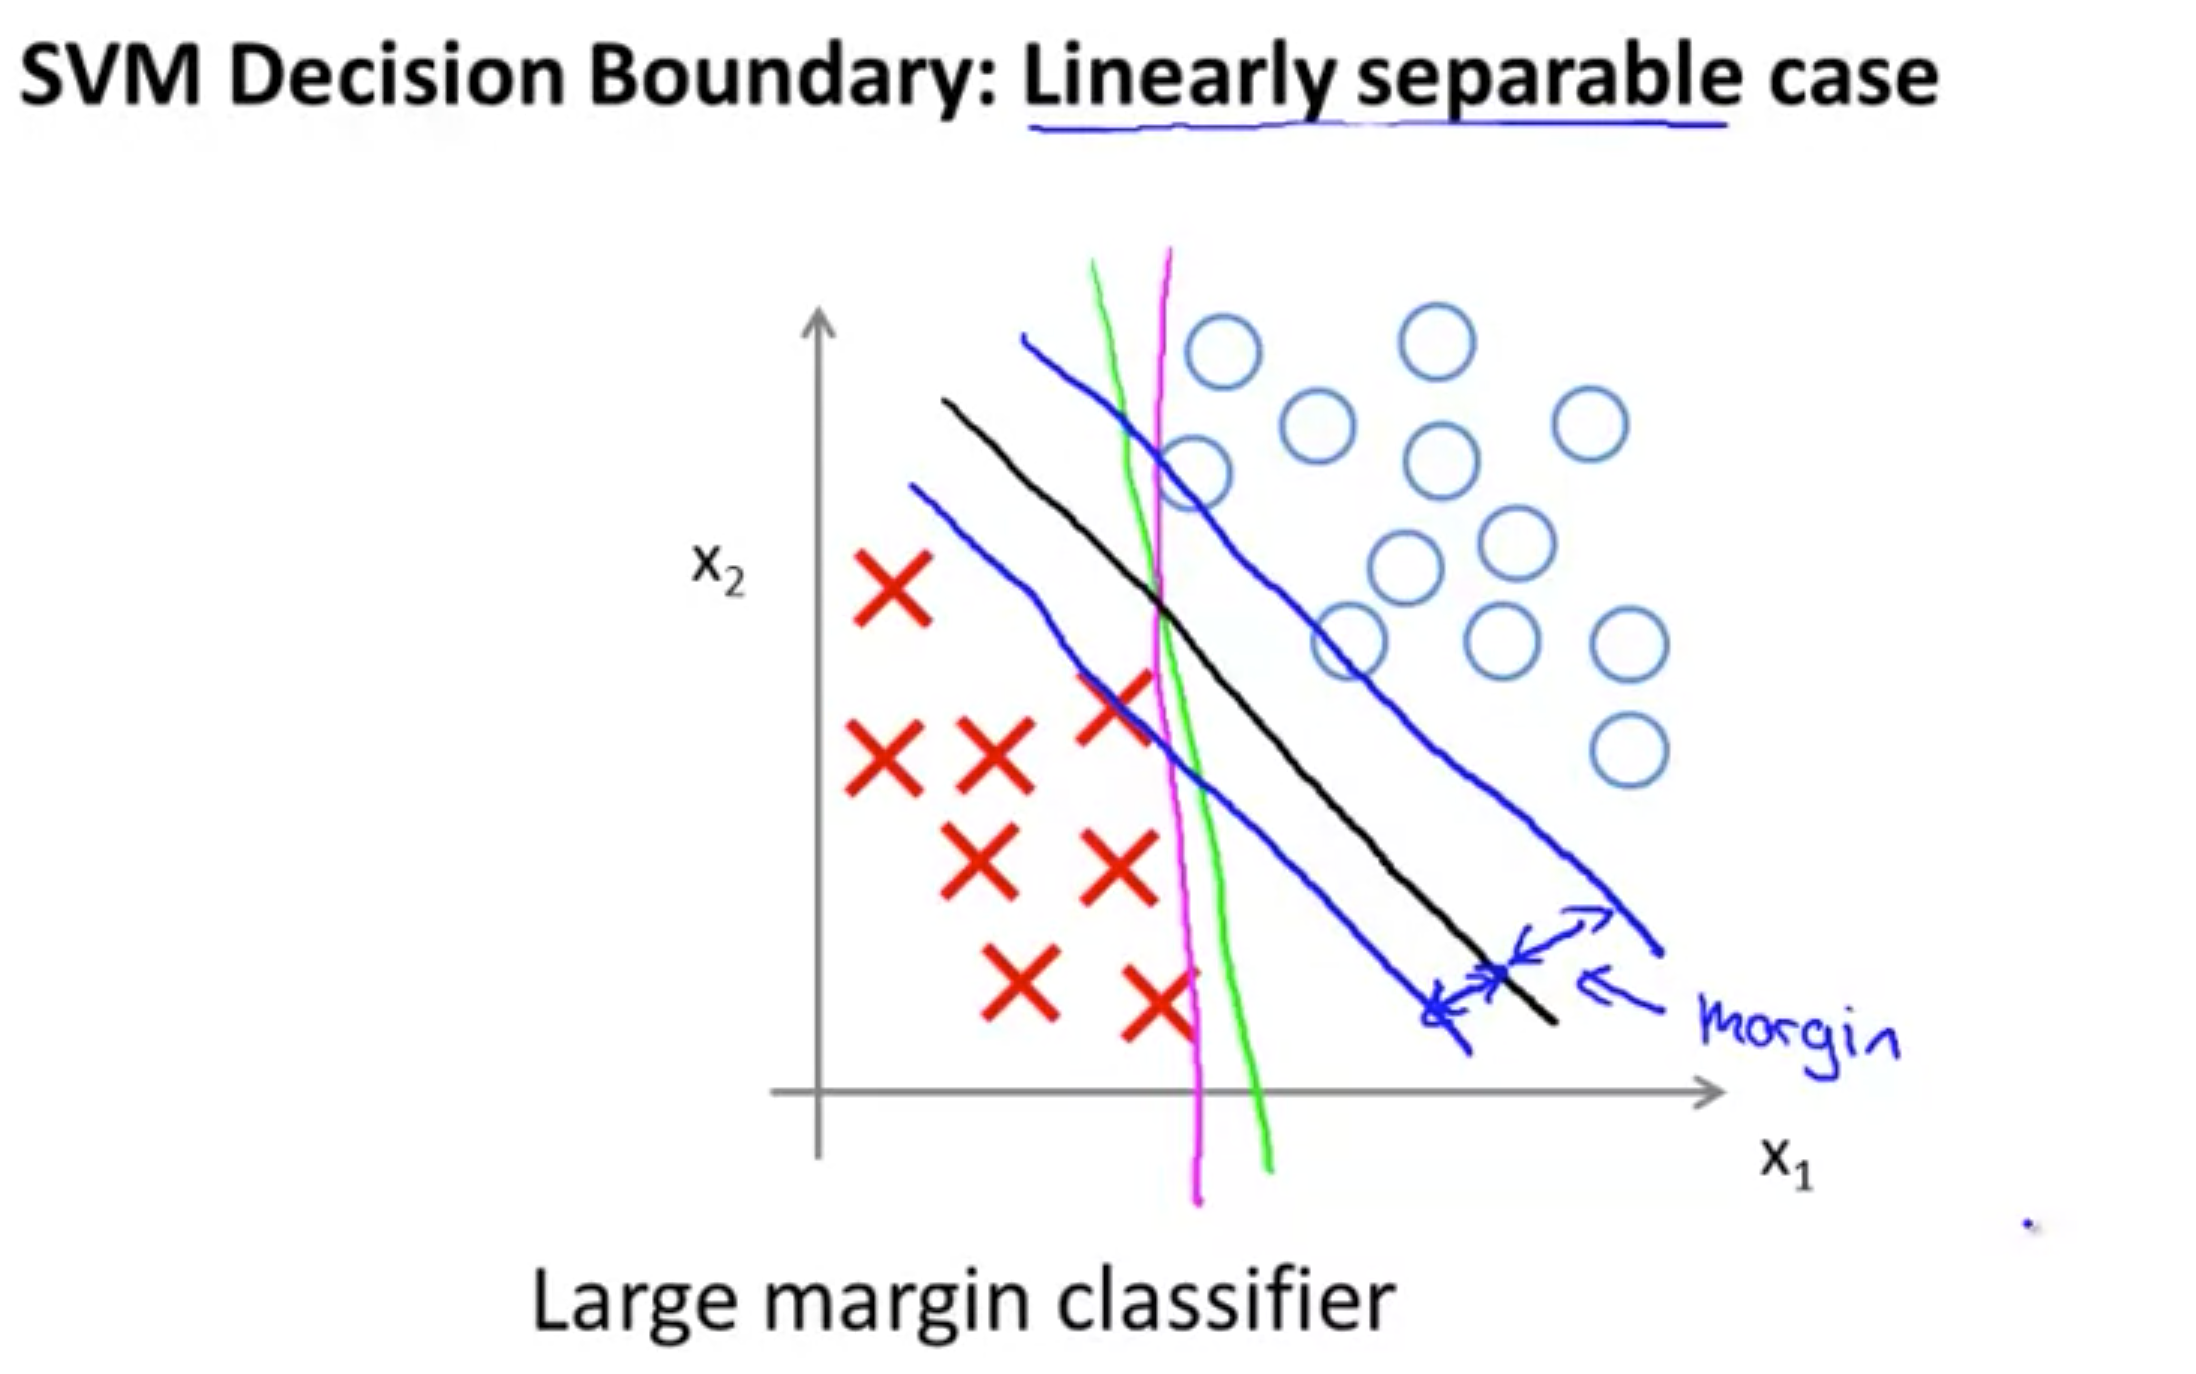 SVM Decision Boundary: Linearly separable case
x₂
margin
x₁
Large margin classifier